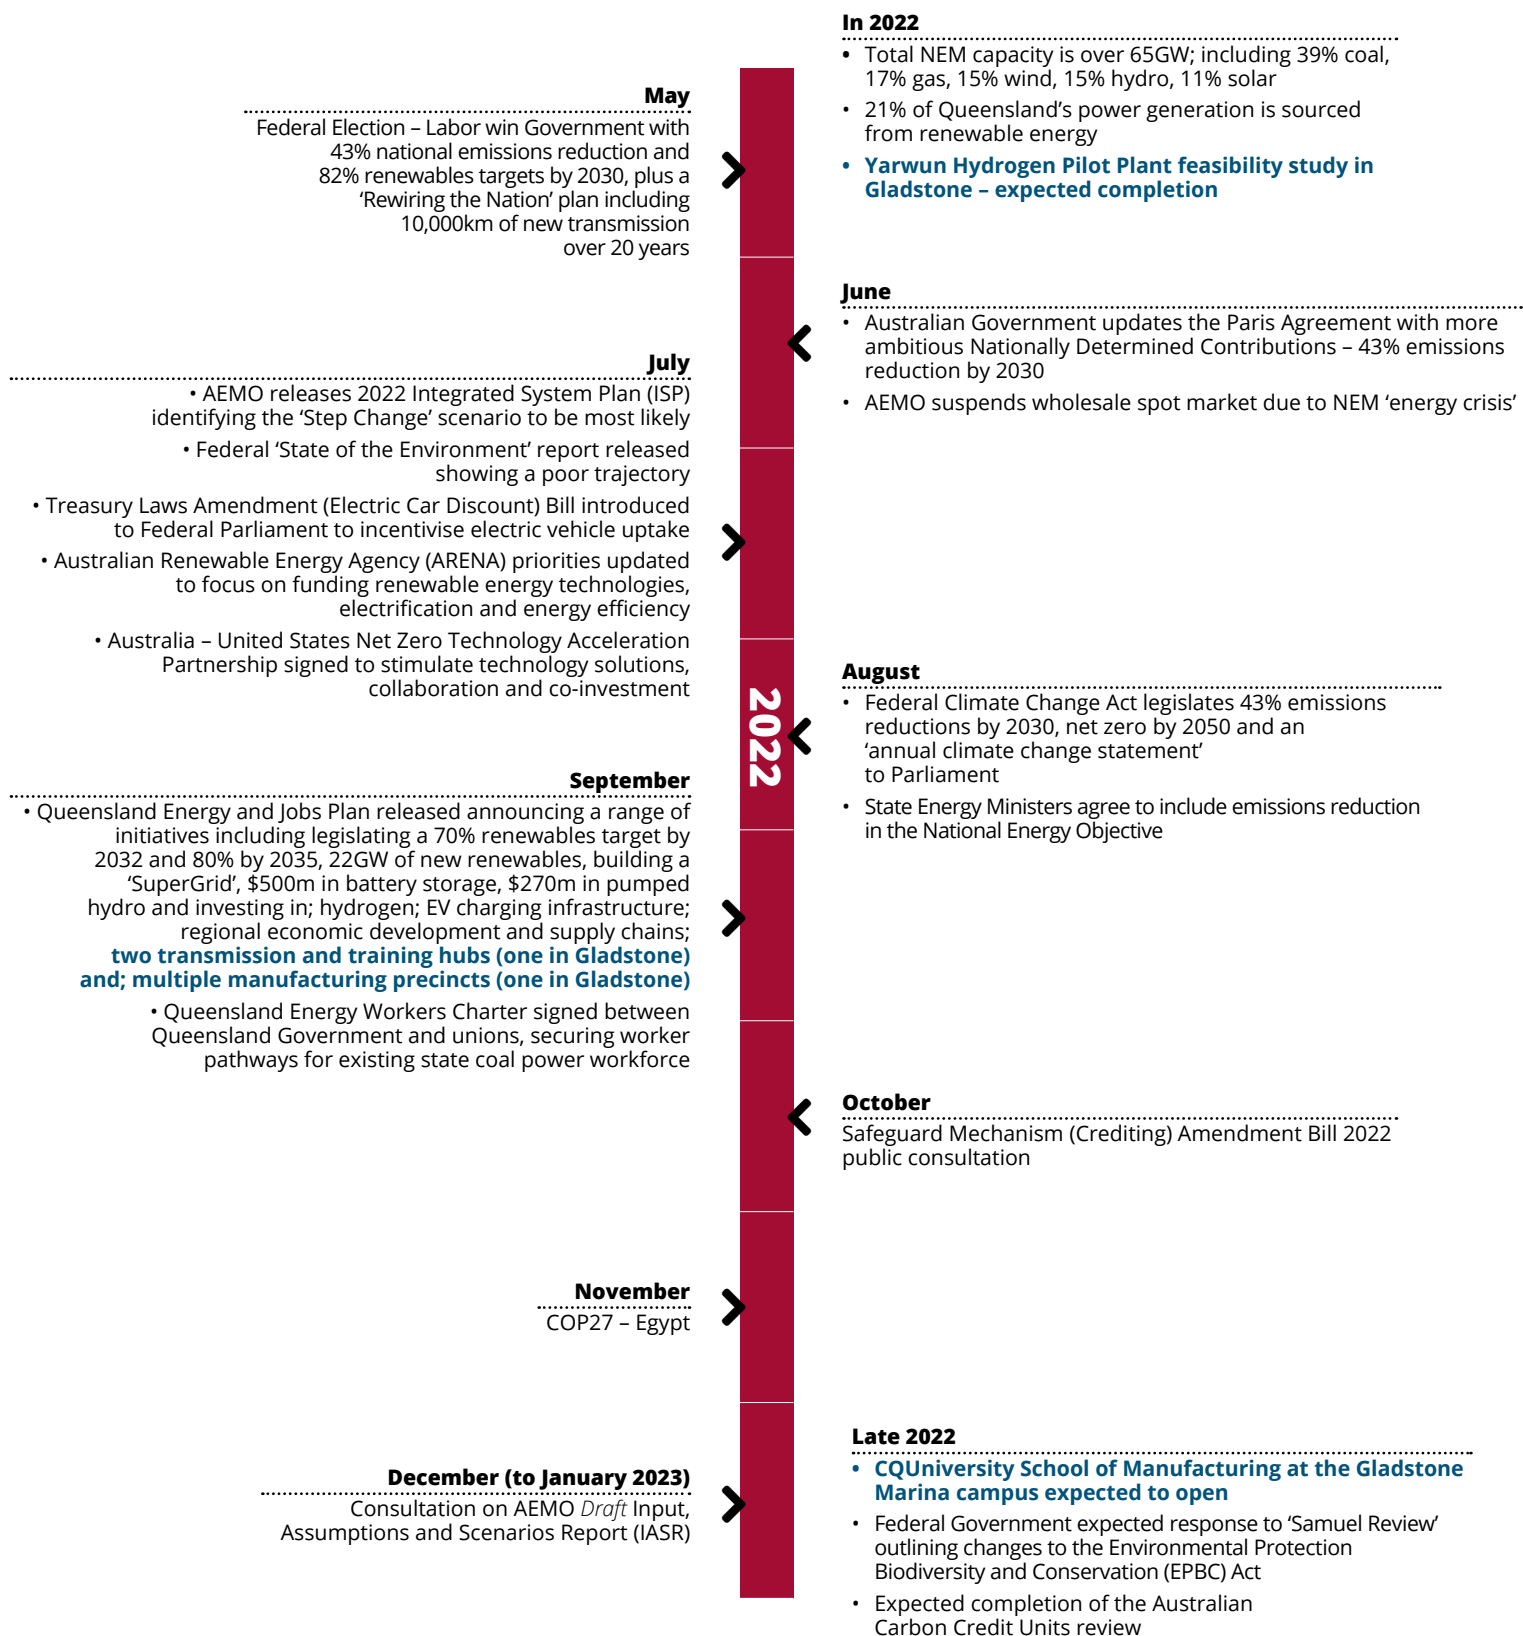 In 2022
• Total NEM capacity is over 65GW; including 39% coal,
17% gas, 15% wind, 15% hydro, 11% solar
• 21% of Queensland's power generation is sourced
from renewable energy
• Yarwun Hydrogen Pilot Plant feasibility study in
Gladstone – expected completion
May
Federal Election – Labor win Government with
43% national emissions reduction and
82% renewables targets by 2030, plus a
‘Rewiring the Nation’ plan including
10,000km of new transmission
over 20 years
June
• Australian Government updates the Paris Agreement with more
ambitious Nationally Determined Contributions – 43% emissions
reduction by 2030
• AEMO suspends wholesale spot market due to NEM ‘energy crisis’
July
• AEMO releases 2022 Integrated System Plan (ISP)
identifying the ‘Step Change’ scenario to be most likely
• Federal ‘State of the Environment’ report released
showing a poor trajectory
• Treasury Laws Amendment (Electric Car Discount) Bill introduced
to Federal Parliament to incentivise electric vehicle uptake
• Australian Renewable Energy Agency (ARENA) priorities updated
to focus on funding renewable energy technologies,
electrification and energy efficiency
• Australia – United States Net Zero Technology Acceleration
Partnership signed to stimulate technology solutions,
collaboration and co-investment
2022
August
• Federal Climate Change Act legislates 43% emissions
reductions by 2030, net zero by 2050 and an
‘annual climate change statement’
to Parliament
• State Energy Ministers agree to include emissions reduction
in the National Energy Objective
September
• Queensland Energy and Jobs Plan released announcing a range of
initiatives including legislating a 70% renewables target by
2032 and 80% by 2035, 22GW of new renewables, building a
‘SuperGrid’, $500m in battery storage, $270m in pumped
hydro and investing in; hydrogen; EV charging infrastructure;
regional economic development and supply chains;
two transmission and training hubs (one in Gladstone)
and; multiple manufacturing precincts (one in Gladstone)
• Queensland Energy Workers Charter signed between
Queensland Government and unions, securing worker
pathways for existing state coal power workforce
October
Safeguard Mechanism (Crediting) Amendment Bill 2022
public consultation
November
COP27 – Egypt
December (to January 2023)
Consultation on AEMO Draft Input,
Assumptions and Scenarios Report (IASR)
Late 2022
• CQUniversity School of Manufacturing at the Gladstone
Marina campus expected to open
• Federal Government expected response to ‘Samuel Review’
outlining changes to the Environmental Protection
Biodiversity and Conservation (EPBC) Act
• Expected completion of the Australian
Carbon Credit Units review